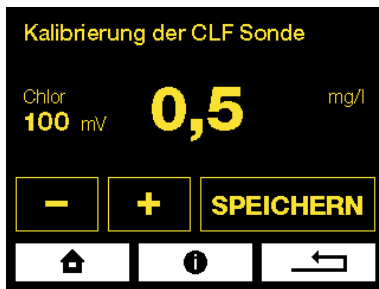 Kalibrierung der CLF Sonde
Chlor
100 mV
0,5
mg/l
− + SPEICHERN